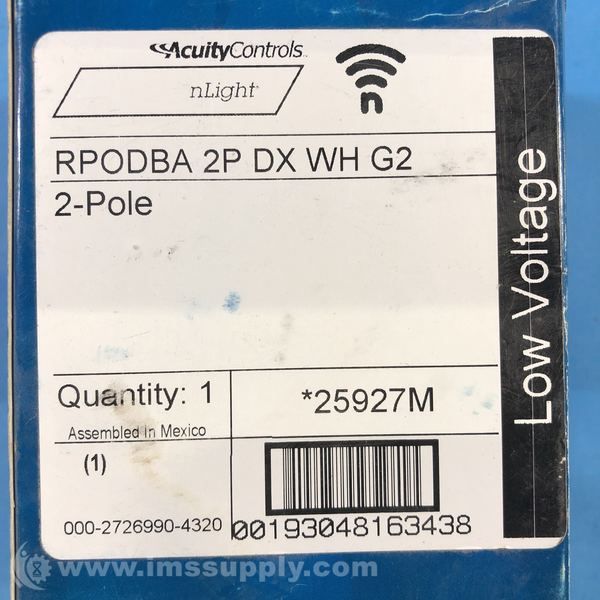 AcuityControls
nLight
n
RPODBA 2P DX WH G2
2-Pole
Low Voltage
Quantity: 1
*25927M
Assembled In Mexico
(1)
000-2726990-4320
00193048163438
www.imssupply.com